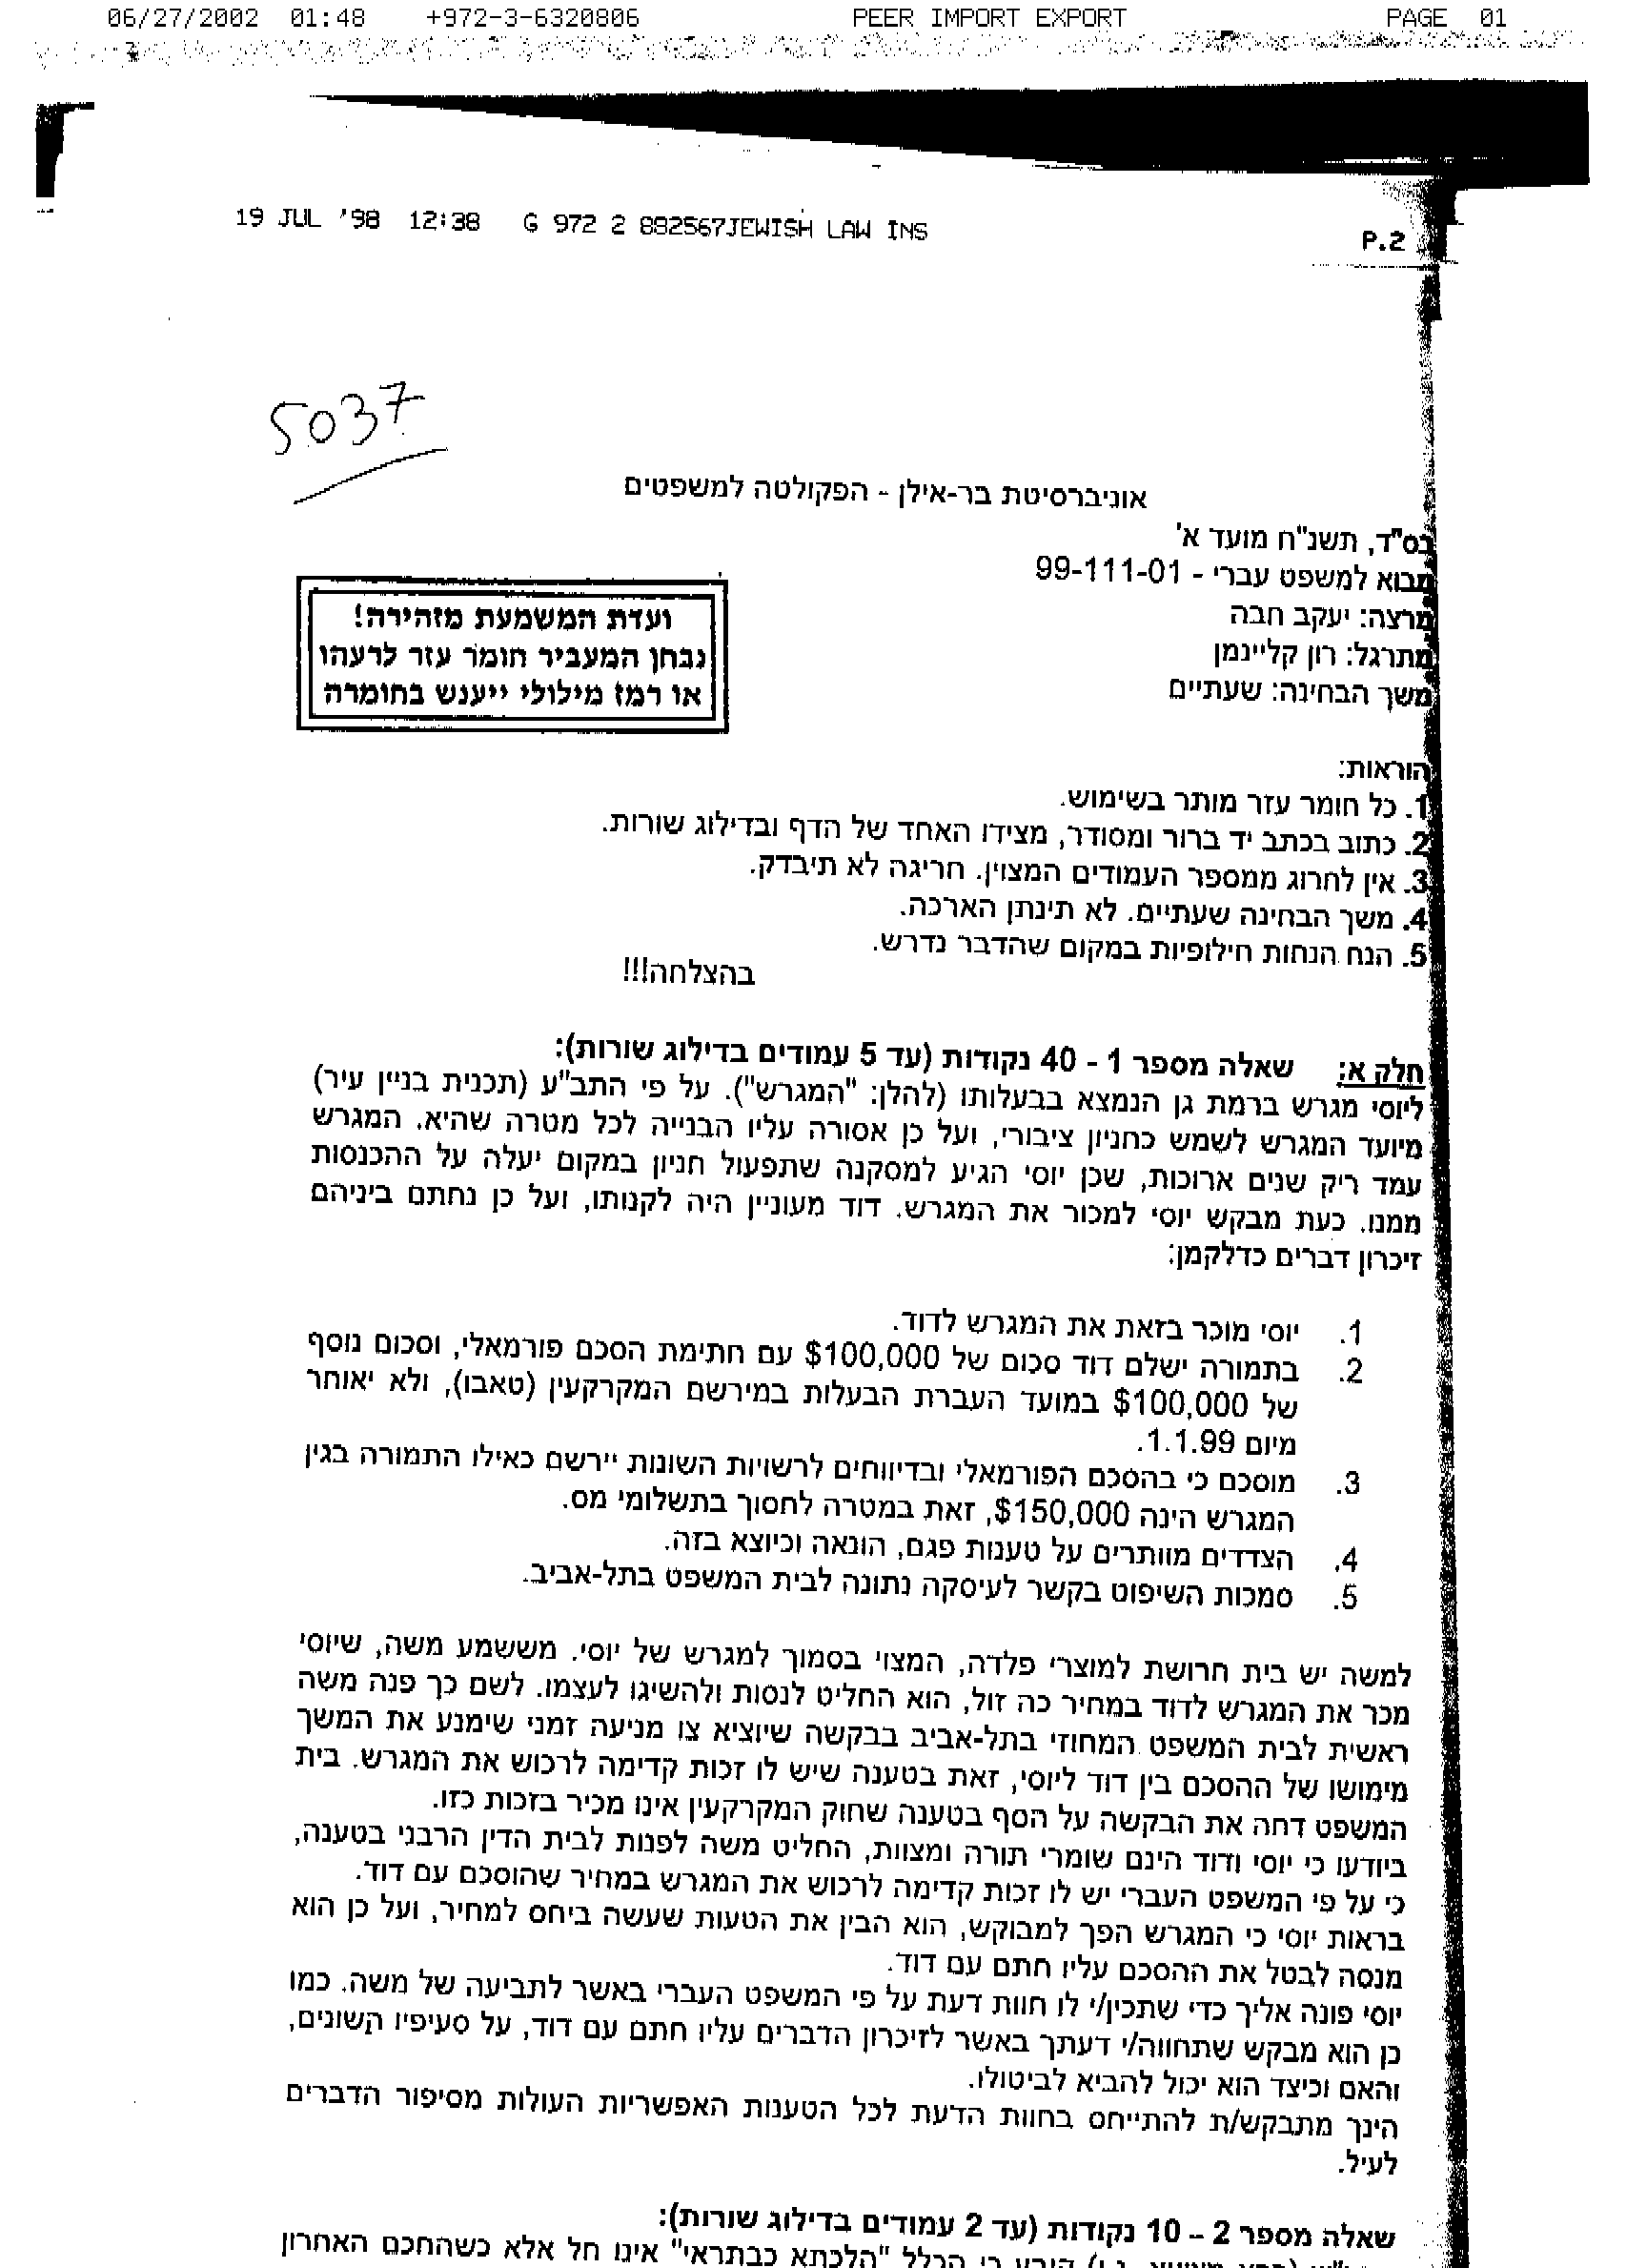 06/27/2002 01:48 +972-3-6320806 PEER IMPORT EXPORT PAGE 01
19 JUL '98 12:38 G 972 2 882567JEWISH LAW INS P.2
5037
אוניברסיטת בר-אילן - הפקולטה למשפטים
בס"ד, תשנ"ח מועד א'
מבוא למשפט עברי - 99-111-01
מרצה: יעקב חבה
מתרגל: רון קליינמן
משך הבחינה: שעתיים
ועדת המשמעת מזהירה!
נבחן המעביר חומר עזר לרעהו
או רמז מילולי ייענש בחומרה
הוראות:
1. כל חומר עזר מותר בשימוש.
2. כתוב בכתב יד ברור ומסודר, מצידו האחד של הדף ובדילוג שורות.
3. אין לחרוג ממספר העמודים המצוין. חריגה לא תיבדק.
4. משך הבחינה שעתיים. לא תינתן הארכה.
5. הנח הנחות חילופיות במקום שהדבר נדרש.
בהצלחה!!!
חלק א: שאלה מספר 1 - 40 נקודות (עד 5 עמודים בדילוג שורות):
ליוסי מגרש ברמת גן הנמצא בבעלותו (להלן: "המגרש"). על פי התב"ע (תכנית בניין עיר)
מיועד המגרש לשמש כחניון ציבורי, ועל כן אסורה עליו הבנייה לכל מטרה שהיא. המגרש
עמד ריק שנים ארוכות, שכן יוסי הגיע למסקנה שתפעול חניון במקום יעלה על ההכנסות
ממנו. כעת מבקש יוסי למכור את המגרש. דוד מעוניין היה לקנותו, ועל כן נחתם ביניהם
זיכרון דברים כדלקמן:
1. יוסי מוכר בזאת את המגרש לדוד.
2. בתמורה ישלם דוד סכום של 100,000$ עם חתימת הסכם פורמאלי, וסכום נוסף
של 100,000$ במועד העברת הבעלות במירשם המקרקעין (טאבו), ולא יאוחר
מיום 1.1.99.
3. מוסכם כי בהסכם הפורמאלי ובדיווחים לרשויות השונות יירשם כאילו התמורה בגין
המגרש הינה 150,000$, זאת במטרה לחסוך בתשלומי מס.
4. הצדדים מוותרים על טענות פגם, הונאה וכיוצא בזה.
5. סמכות השיפוט בקשר לעיסקה נתונה לבית המשפט בתל-אביב.
למשה יש בית חרושת למוצרי פלדה, המצוי בסמוך למגרש של יוסי. מששמע משה, שיוסי
מכר את המגרש לדוד במחיר כה זול, הוא החליט לנסות ולהשיגו לעצמו. לשם כך פנה משה
ראשית לבית המשפט המחוזי בתל-אביב בבקשה שיוציא צו מניעה זמני שימנע את המשך
מימושו של ההסכם בין דוד ליוסי, זאת בטענה שיש לו זכות קדימה לרכוש את המגרש. בית
המשפט דחה את הבקשה על הסף בטענה שחוק המקרקעין אינו מכיר בזכות כזו.
ביודעו כי יוסי ודוד הינם שומרי תורה ומצוות, החליט משה לפנות לבית הדין הרבני בטענה,
כי על פי המשפט העברי יש לו זכות קדימה לרכוש את המגרש במחיר שהוסכם עם דוד.
בראות יוסי כי המגרש הפך למבוקש, הוא הבין את הטעות שעשה ביחס למחיר, ועל כן הוא
מנסה לבטל את ההסכם עליו חתם עם דוד.
יוסי פונה אליך כדי שתכין/י לו חוות דעת על פי המשפט העברי באשר לתביעה של משה. כמו
כן הוא מבקש שתחווה/י דעתך באשר לזיכרון הדברים עליו חתם עם דוד, על סעיפיו השונים,
והאם וכיצד הוא יכול להביא לביטולו.
הינך מתבקש/ת להתייחס בחוות הדעת לכל הטענות האפשריות העולות מסיפור הדברים
לעיל.
שאלה מספר 2 – 10 נקודות (עד 2 עמודים בדילוג שורות):
קובע כי הכלל "הלכתא כבתראי" אינו חל אלא כשהחכם האחרון